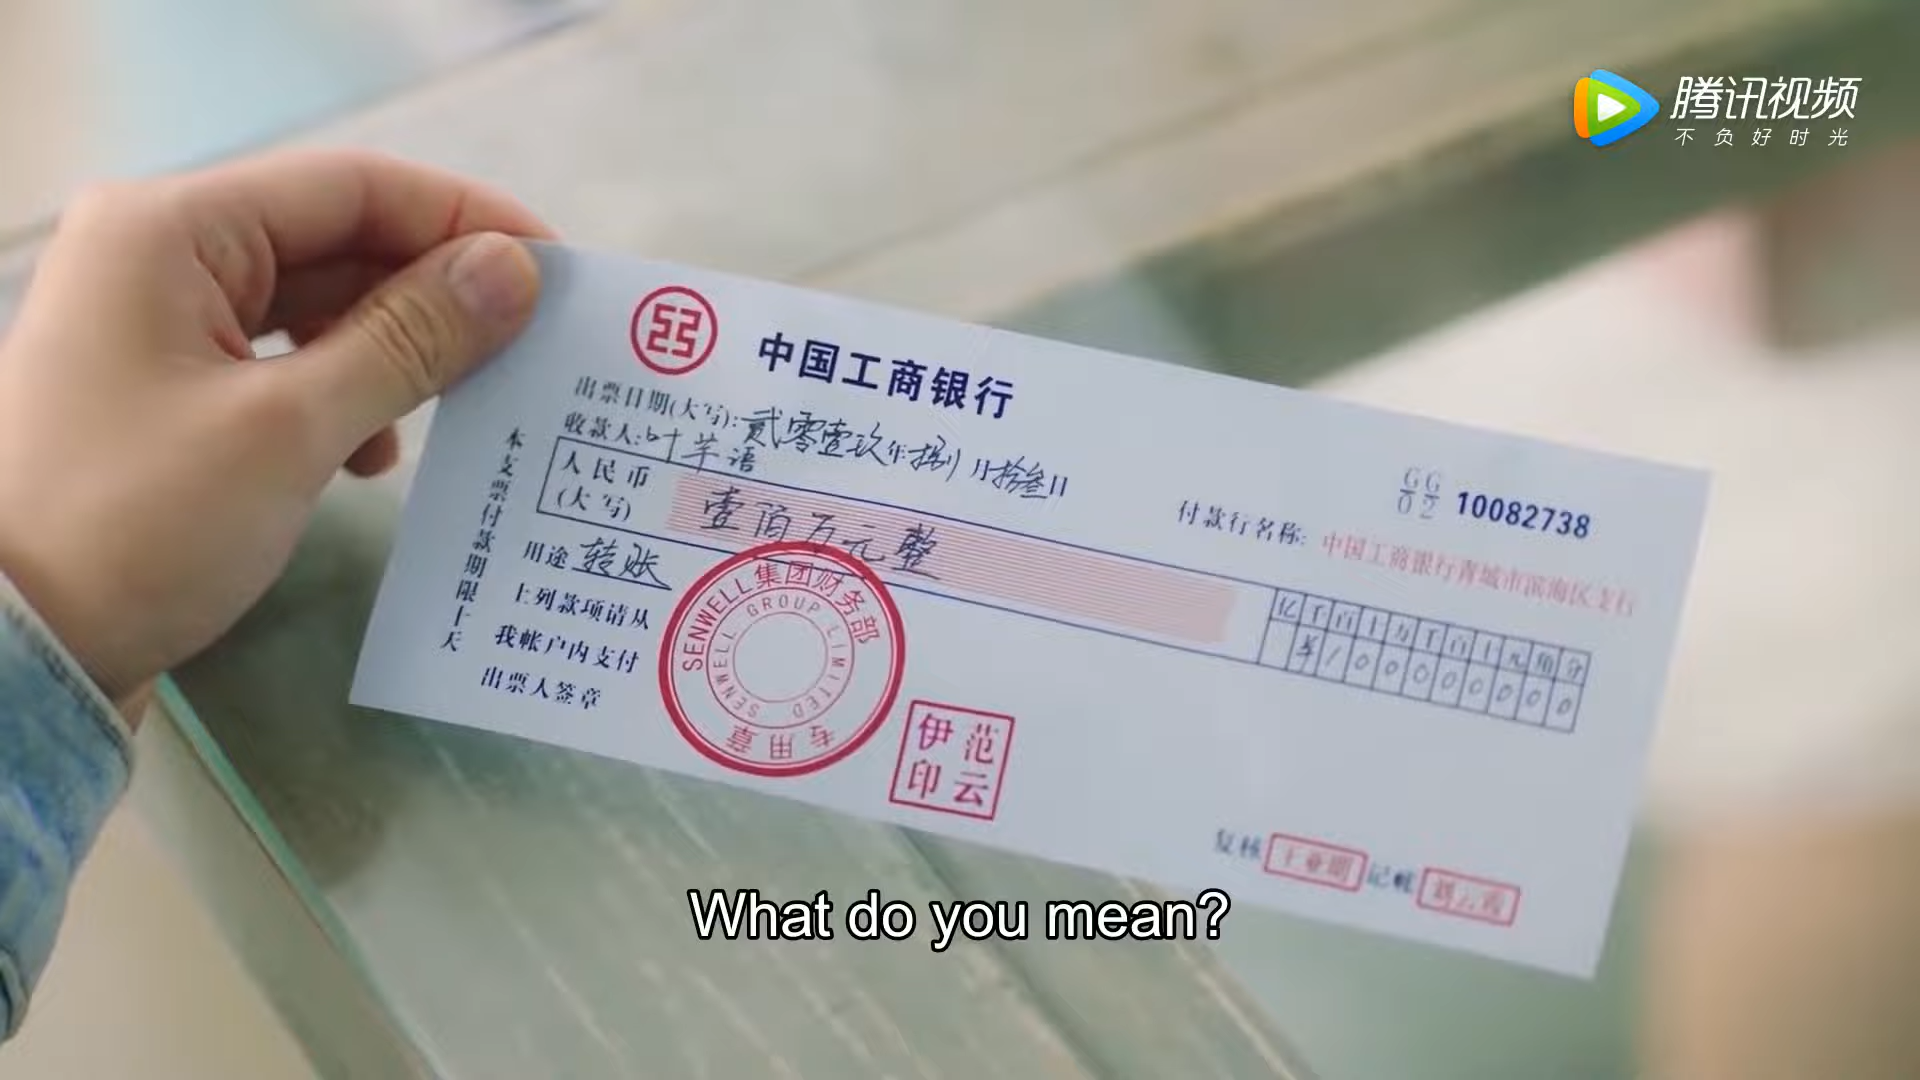 腾讯视频
不负好时光
中国工商银行
出票日期(大写):贰零壹玖年捌月拾叁日
收款人:叶芊语
GG
02 10082738
付款行名称: 中国工商银行青城市滨海区支行
本支票付款期限十天
人民币
(大写)
壹佰万元整
亿千百十万千百十元角分
¥100000000
用途 转账
上列款项请从
我帐户内支付
出票人签章
SENWELL集团财务部
SENWELL GROUP LIMITED
专用章
范云
伊印
复核
记帐
What do you mean?